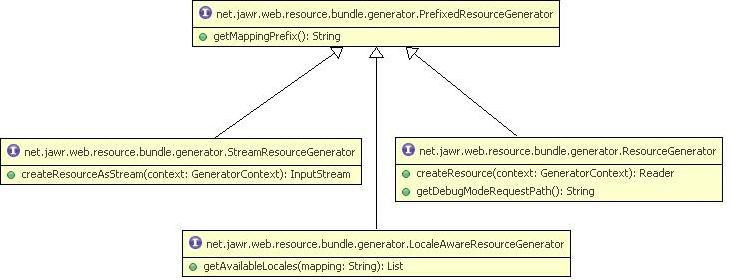 I net.jawr.web.resource.bundle.generator.PrefixedResourceGenerator
getMappingPrefix(): String
I net.jawr.web.resource.bundle.generator.StreamResourceGenerator
createResourceAsStream(context: GeneratorContext): InputStream
I net.jawr.web.resource.bundle.generator.ResourceGenerator
createResource(context: GeneratorContext): Reader
getDebugModeRequestPath(): String
I net.jawr.web.resource.bundle.generator.LocaleAwareResourceGenerator
getAvailableLocales(mapping: String): List